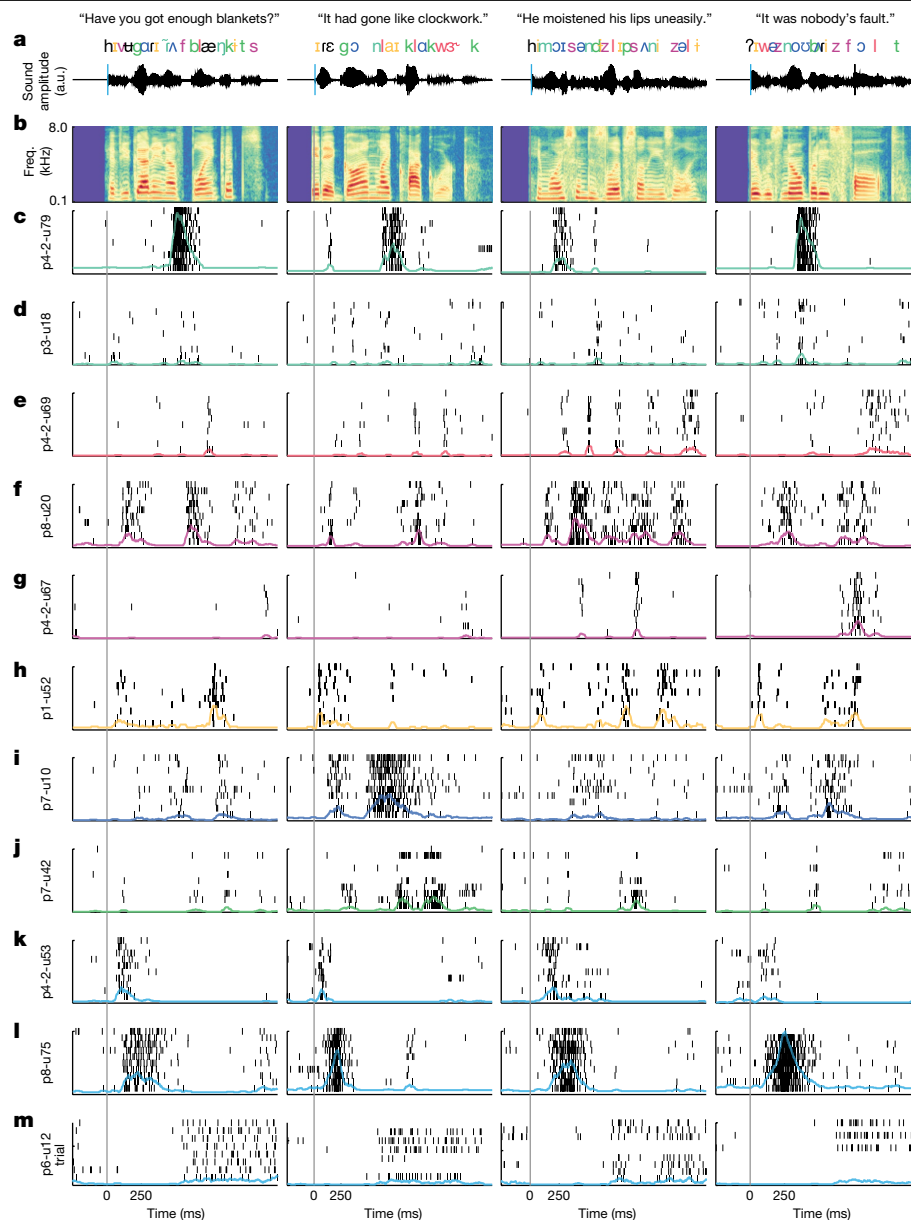 “Have you got enough blankets?” “It had gone like clockwork.” “He moistened his lips uneasily.” “It was nobody’s fault.”
a
Sound amplitude (a.u.)
b
Freq. (kHz)
8.0
0.1
c
p4-2-u79
d
p3-u18
e
p4-2-u69
f
p8-u20
g
p4-2-u67
h
p1-u52
i
p7-u10
j
p7-u42
k
p4-2-u53
l
p8-u75
m
p6-u12
trial
0 250 0 250 0 250 0 250
Time (ms) Time (ms) Time (ms) Time (ms)